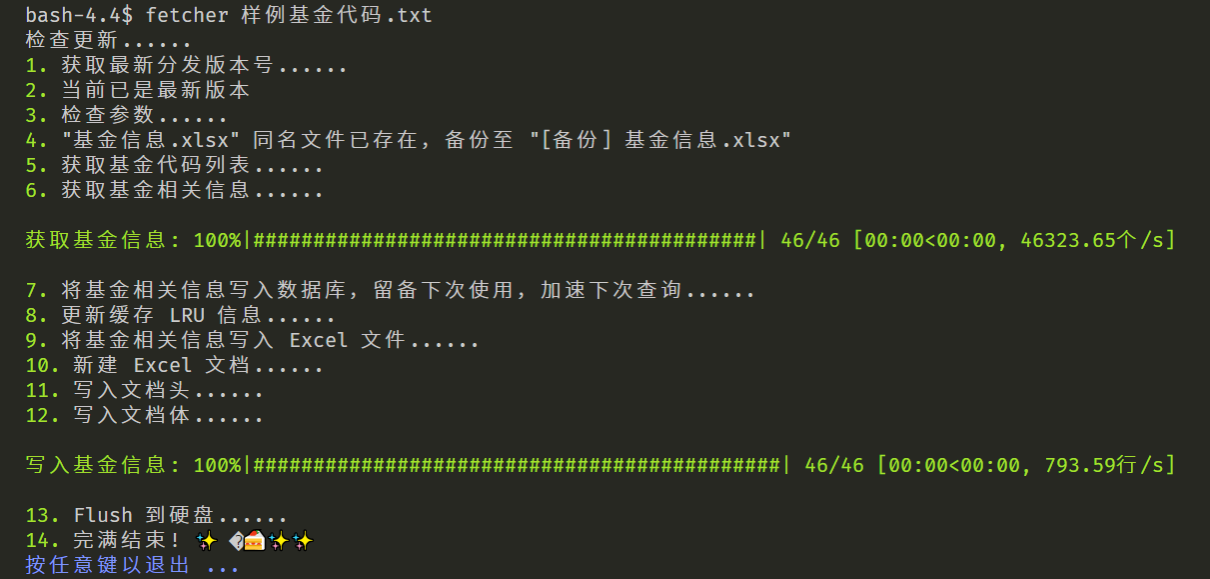 bash-4.4$ fetcher 样例基金代码.txt
检查更新......
1. 获取最新分发版本号......
2. 当前已是最新版本
3. 检查参数......
4. "基金信息.xlsx" 同名文件已存在，备份至 "[备份] 基金信息.xlsx"
5. 获取基金代码列表......
6. 获取基金相关信息......
获取基金信息: 100%|##########################################| 46/46 [00:00<00:00, 46323.65个/s]
7. 将基金相关信息写入数据库，留备下次使用，加速下次查询......
8. 更新缓存 LRU 信息......
9. 将基金相关信息写入 Excel 文件......
10. 新建 Excel 文档......
11. 写入文档头......
12. 写入文档体......
写入基金信息: 100%|############################################| 46/46 [00:00<00:00, 793.59行/s]
13. Flush 到硬盘......
14. 完满结束! ✨ �🍰✨✨
按任意键以退出 ...